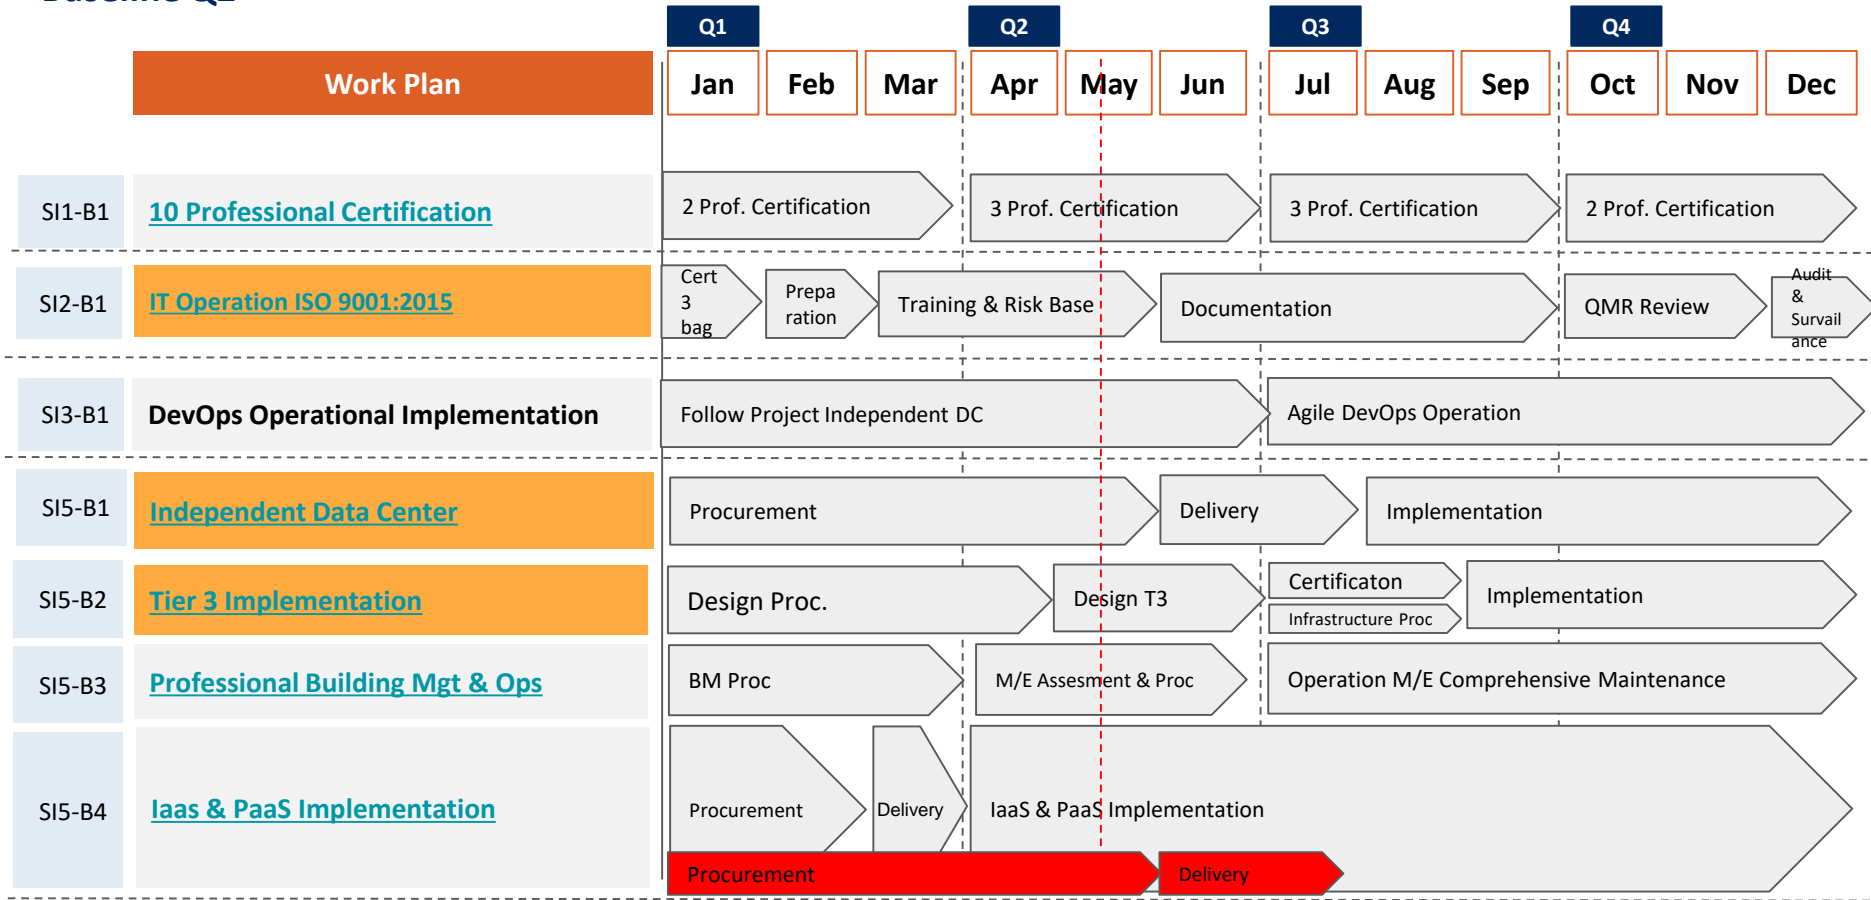 Baseline Q2
Q1
Q2
Q3
Q4
Work Plan
Jan
Feb
Mar
Apr
May
Jun
Jul
Aug
Sep
Oct
Nov
Dec
SI1-B1
10 Professional Certification
2 Prof. Certification
3 Prof. Certification
3 Prof. Certification
2 Prof. Certification
SI2-B1
IT Operation ISO 9001:2015
Cert
3
bag
Prepa
ration
Training & Risk Base
Documentation
QMR Review
Audit
&
Survail
ance
SI3-B1
DevOps Operational Implementation
Follow Project Independent DC
Agile DevOps Operation
SI5-B1
Independent Data Center
Procurement
Delivery
Implementation
SI5-B2
Tier 3 Implementation
Design Proc.
Design T3
Certificaton
Infrastructure Proc
Implementation
SI5-B3
Professional Building Mgt & Ops
BM Proc
M/E Assesment & Proc
Operation M/E Comprehensive Maintenance
SI5-B4
Iaas & PaaS Implementation
Procurement
Delivery
IaaS & PaaS Implementation
Procurement
Delivery